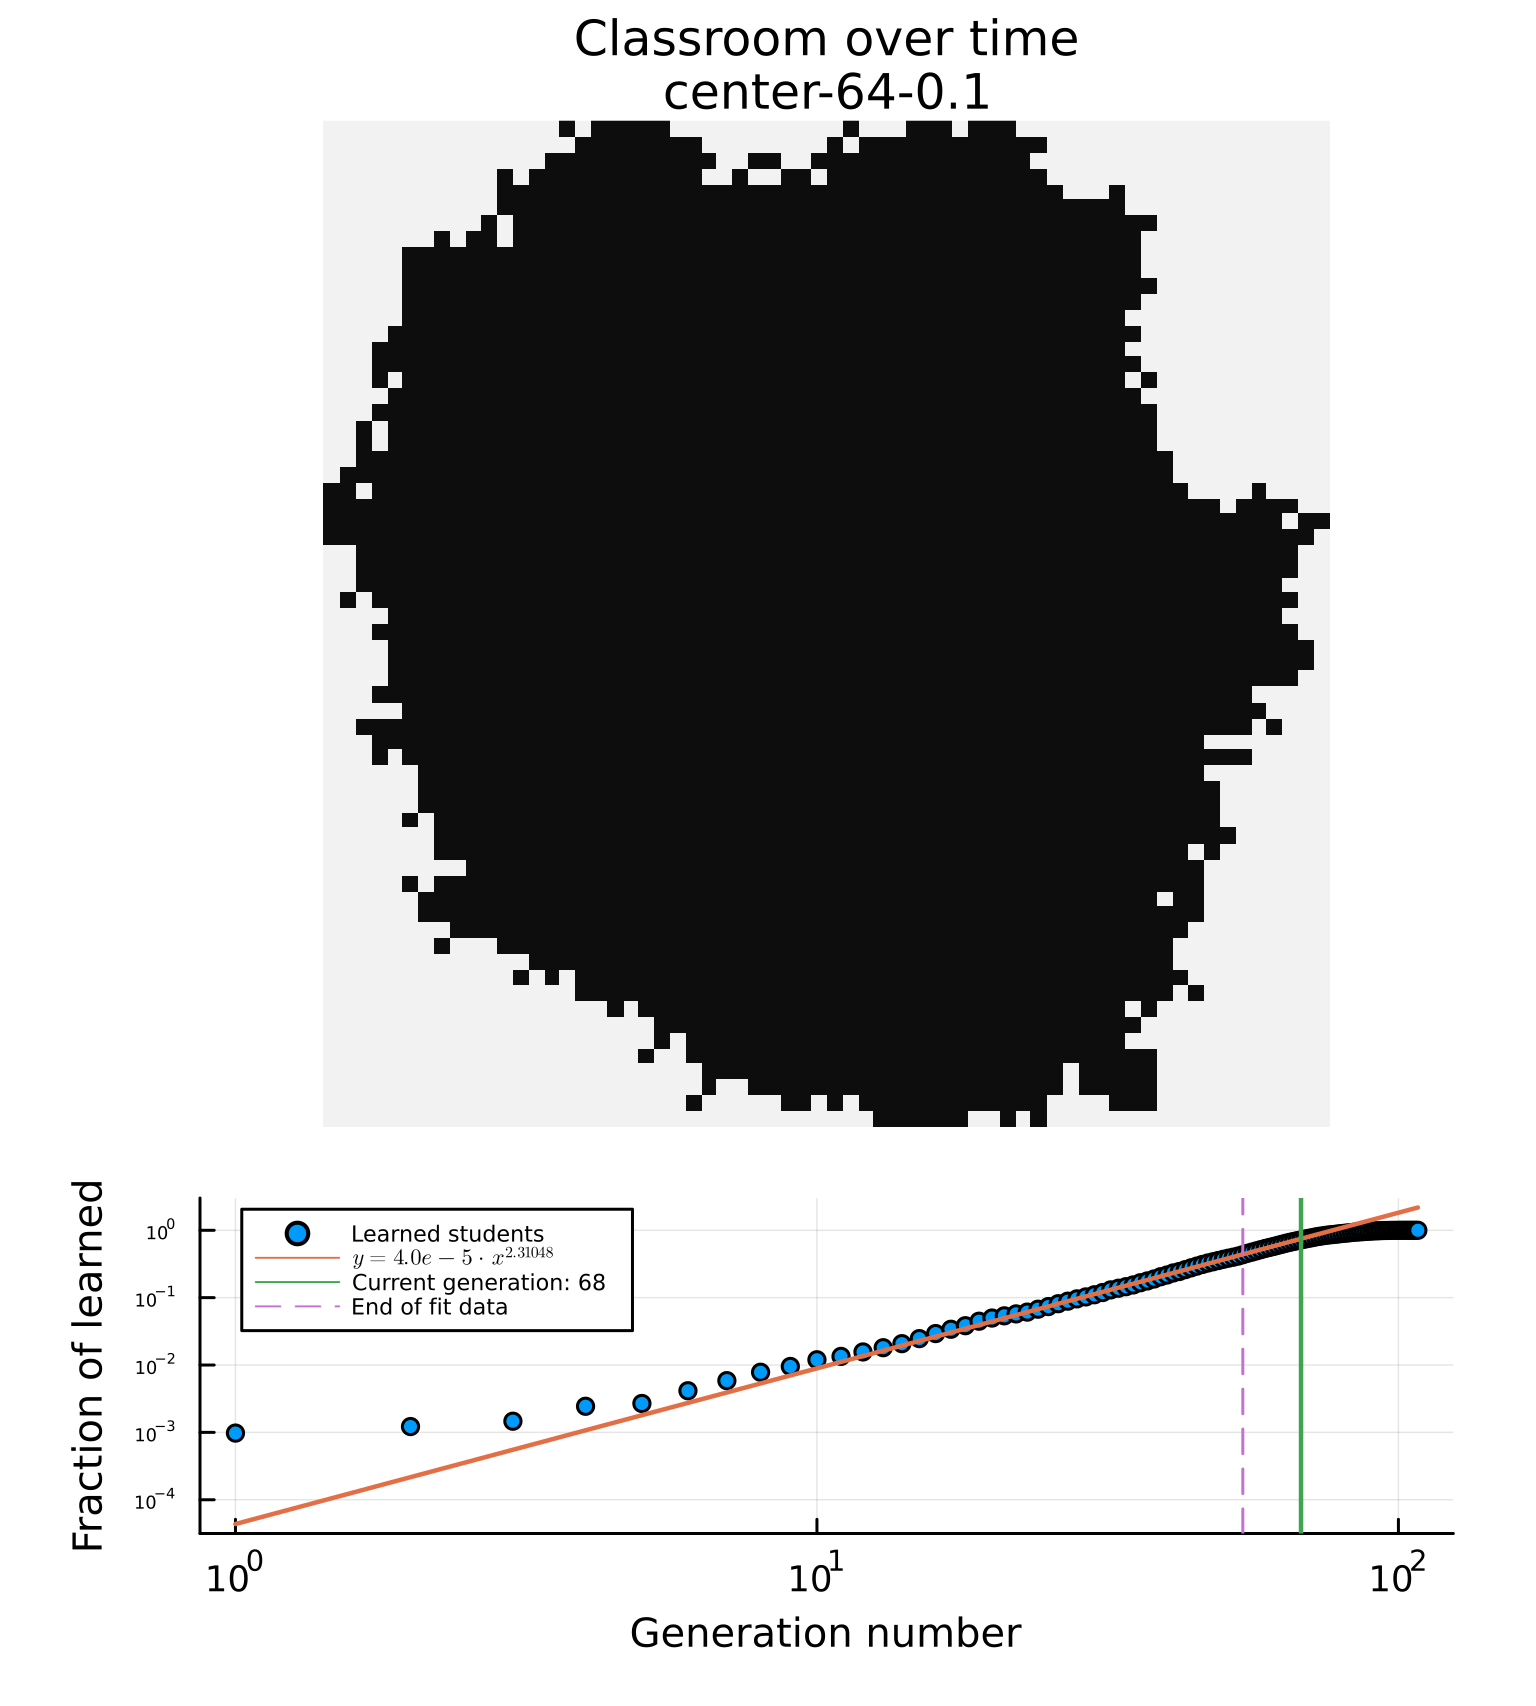 Classroom over time
center-64-0.1
Fraction of learned
10^0
10^-1
10^-2
10^-3
10^-4
Learned students
y = 4.0e − 5 · x^2.31048
Current generation: 68
End of fit data
10^0 10^1 10^2
Generation number